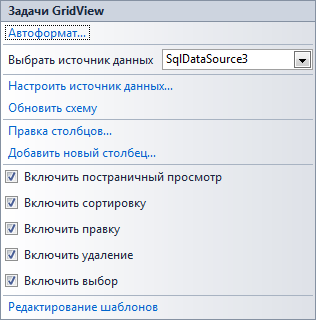 Задачи GridView
Автоформат...
Выбрать источник данных SqlDataSource3
Настроить источник данных...
Обновить схему
Правка столбцов...
Добавить новый столбец...
Включить постраничный просмотр
Включить сортировку
Включить правку
Включить удаление
Включить выбор
Редактирование шаблонов